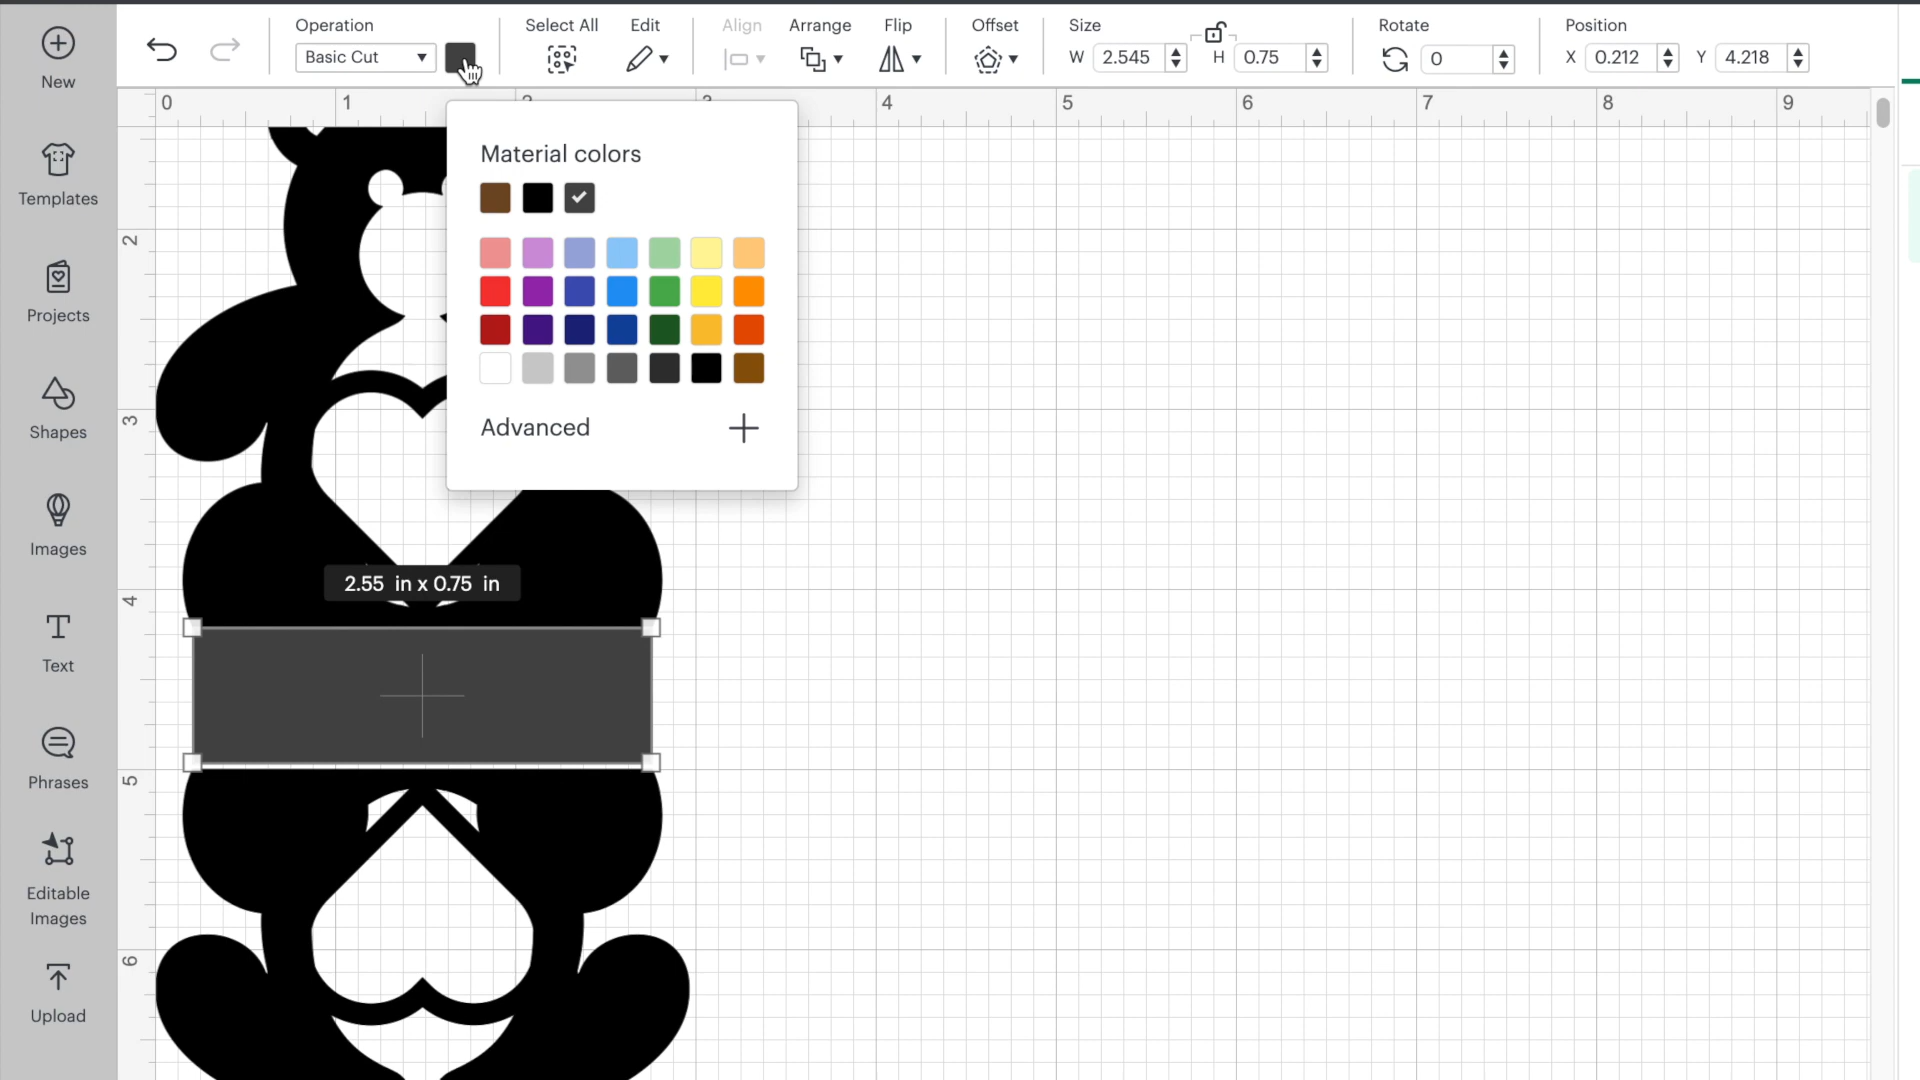 Operation
Select All
Edit
Align
Arrange
Flip
Offset
Size
Rotate
Position
Basic Cut
W 2.545
H 0.75
0
X 0.212
Y 4.218
New
Templates
Projects
Shapes
Images
Text
Phrases
Editable
Images
Upload
0 1 2 3 4 5 6 7 8 9
2
3
4
5
6
Material colors
Advanced
2.55 in x 0.75 in